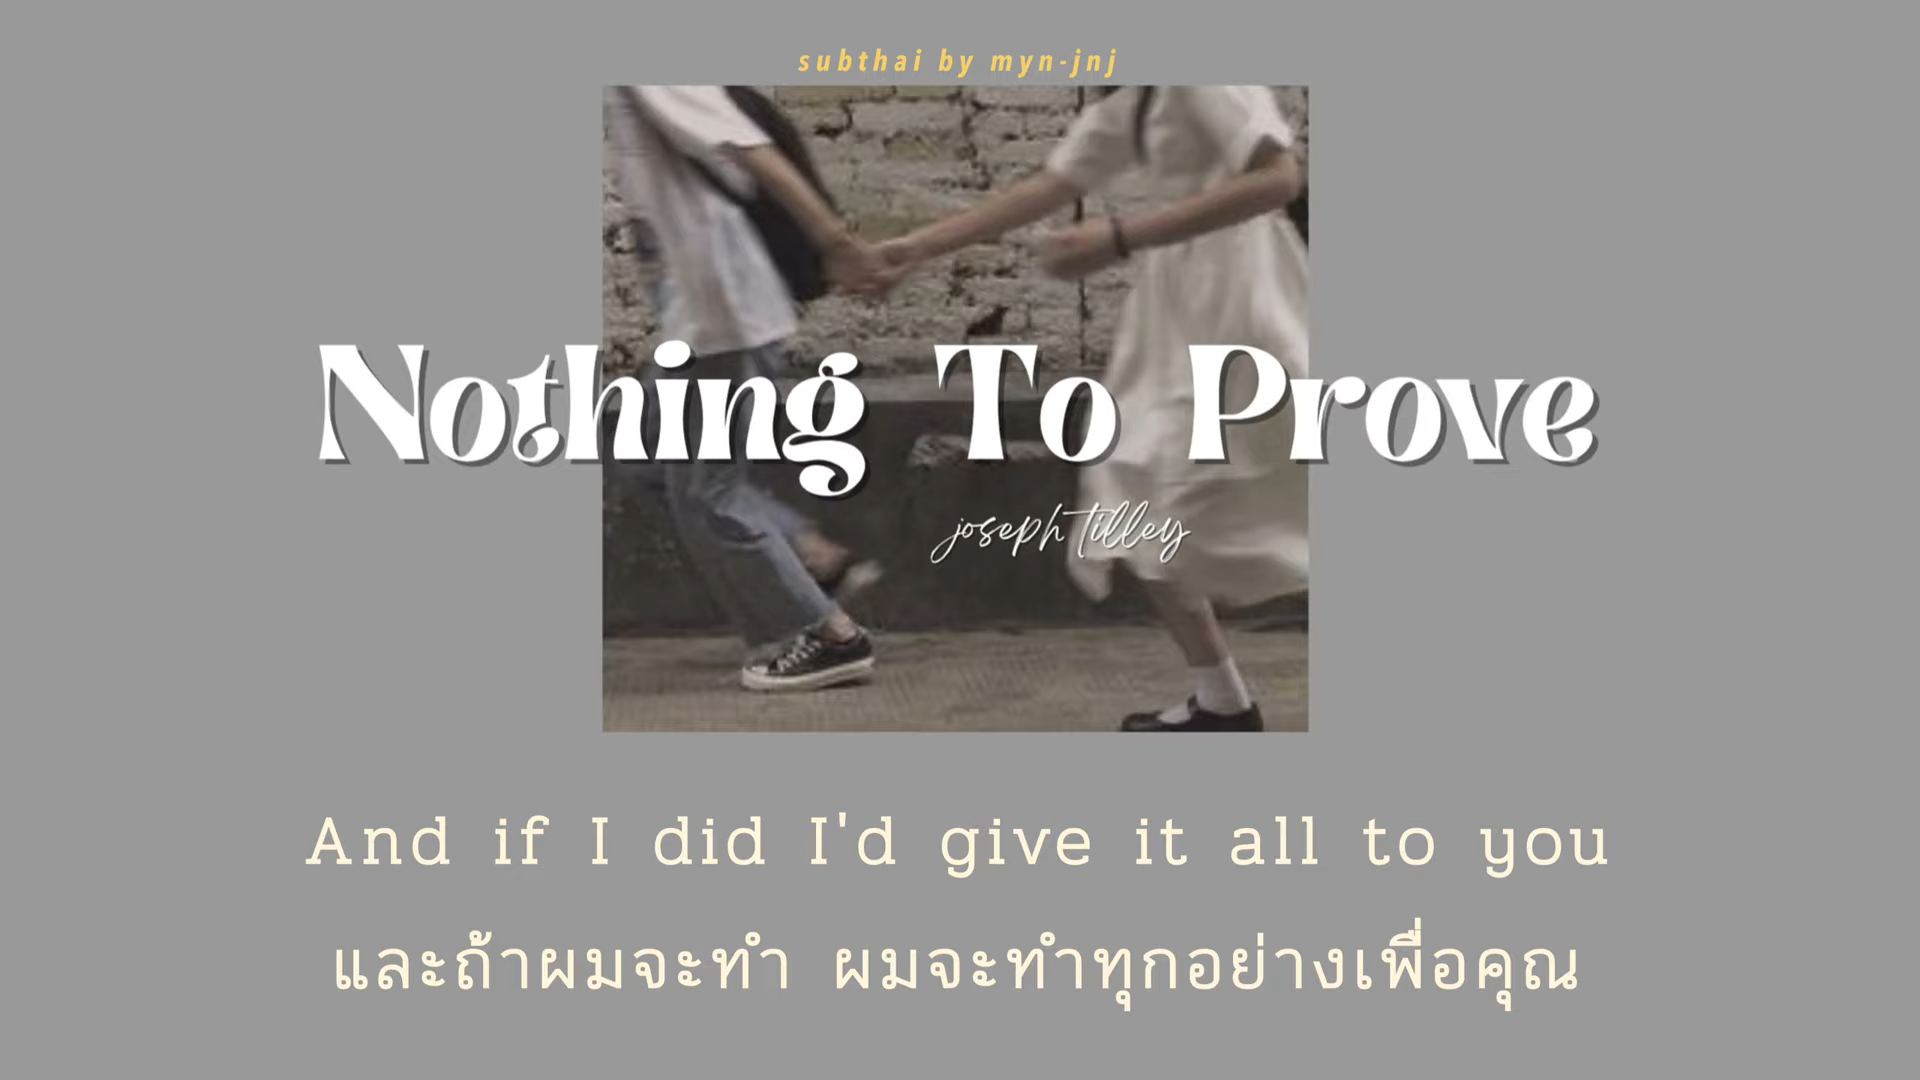 subthai by myn-jnj
Nothing To Prove
joseph tilley
And if I did I'd give it all to you
และถ้าผมจะทำ ผมจะทำทุกอย่างเพื่อคุณ